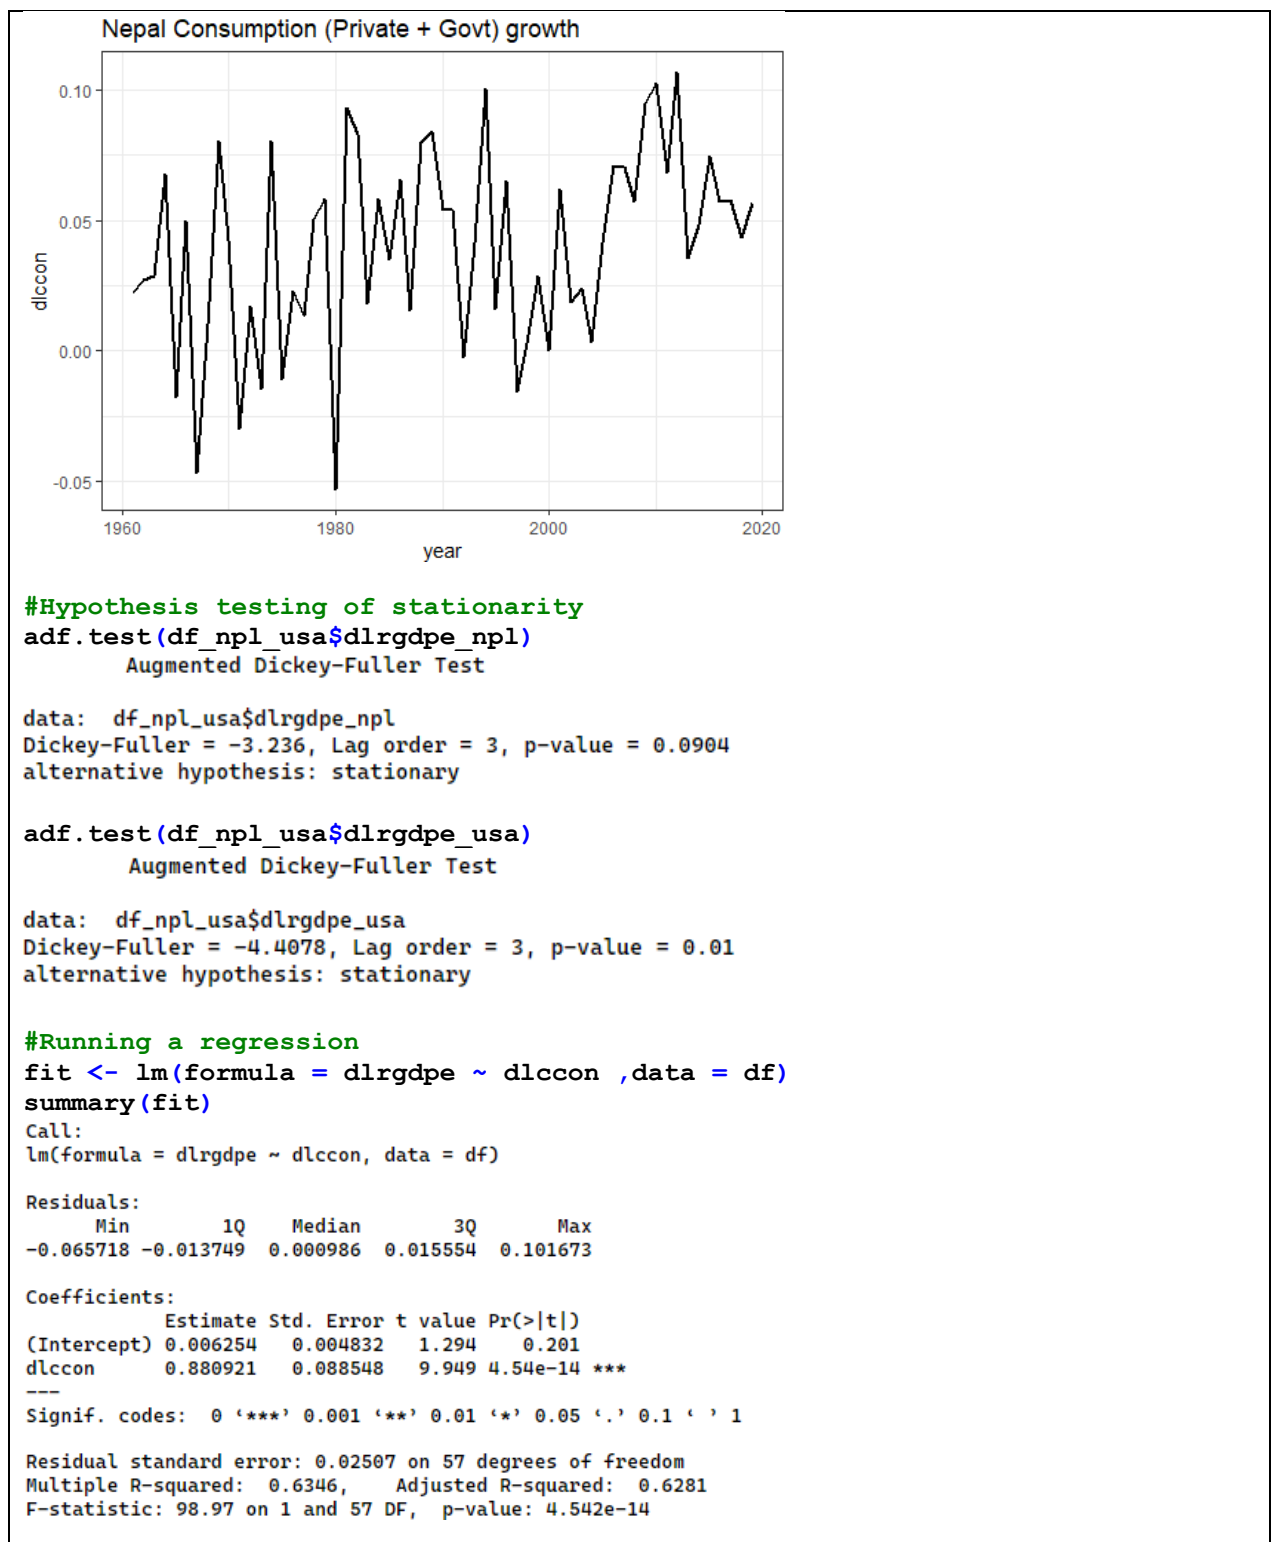 Nepal Consumption (Private + Govt) growth
0.10
0.05
dlccon
0.00
-0.05
1960 1980 2000 2020
year
#Hypothesis testing of stationarity
adf.test(df_npl_usa$dlrgdpe_npl)
Augmented Dickey-Fuller Test
data: df_npl_usa$dlrgdpe_npl
Dickey-Fuller = -3.236, Lag order = 3, p-value = 0.0904
alternative hypothesis: stationary
adf.test(df_npl_usa$dlrgdpe_usa)
Augmented Dickey-Fuller Test
data: df_npl_usa$dlrgdpe_usa
Dickey-Fuller = -4.4078, Lag order = 3, p-value = 0.01
alternative hypothesis: stationary
#Running a regression
fit <- lm(formula = dlrgdpe ~ dlccon ,data = df)
summary(fit)
Call:
lm(formula = dlrgdpe ~ dlccon, data = df)
Residuals:
Min 1Q Median 3Q Max
-0.065718 -0.013749 0.000986 0.015554 0.101673
Coefficients:
Estimate Std. Error t value Pr(>|t|)
(Intercept) 0.006254 0.004832 1.294 0.201
dlccon 0.880921 0.088548 9.949 4.54e-14 ***
---
Signif. codes: 0 ‘***’ 0.001 ‘**’ 0.01 ‘*’ 0.05 ‘.’ 0.1 ‘ ’ 1
Residual standard error: 0.02507 on 57 degrees of freedom
Multiple R-squared: 0.6346, Adjusted R-squared: 0.6281
F-statistic: 98.97 on 1 and 57 DF, p-value: 4.542e-14